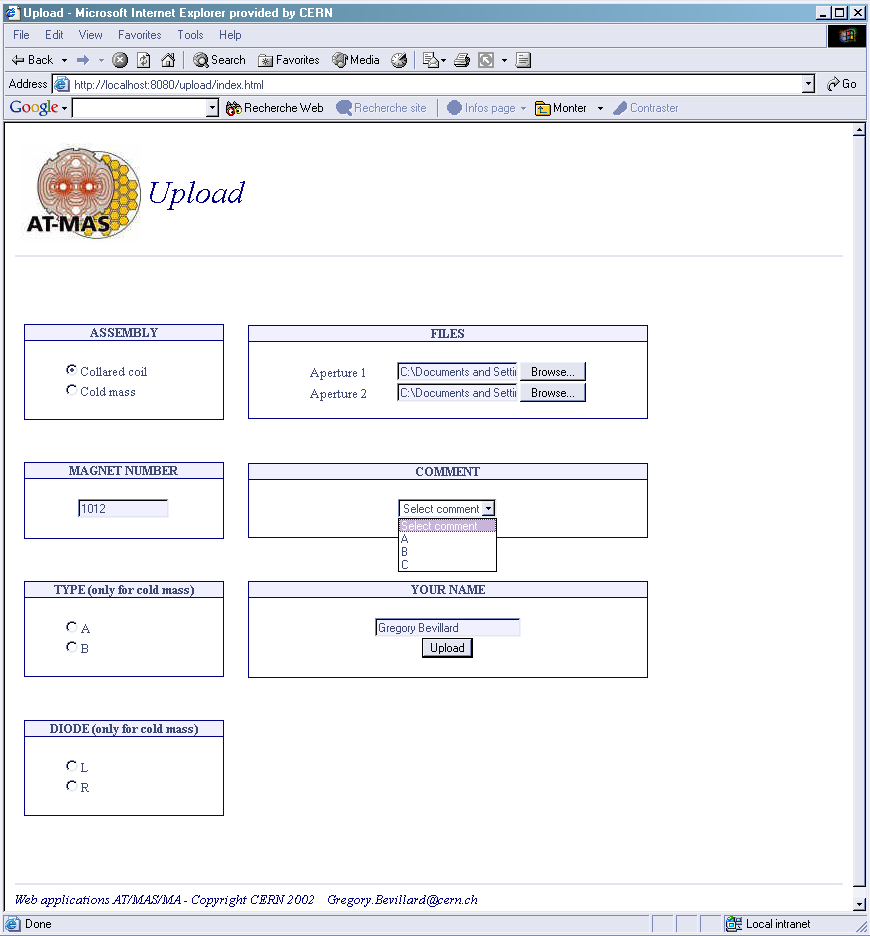 Upload - Microsoft Internet Explorer provided by CERN
File Edit View Favorites Tools Help
Back Search Favorites Media
Address http://localhost:8080/upload/index.html Go
Google Recherche Web Recherche site Infos page Monter Contraster
AT-MAS
Upload
ASSEMBLY
Collared coil
Cold mass
FILES
Aperture 1 C:\Documents and Settin Browse...
Aperture 2 C:\Documents and Settin Browse...
MAGNET NUMBER
1012
COMMENT
Select comment
Select comment
A
B
C
TYPE (only for cold mass)
A
B
YOUR NAME
Gregory Bevillard
Upload
DIODE (only for cold mass)
L
R
Web applications AT/MAS/MA - Copyright CERN 2002 Gregory.Bevillard@cern.ch
Done Local intranet